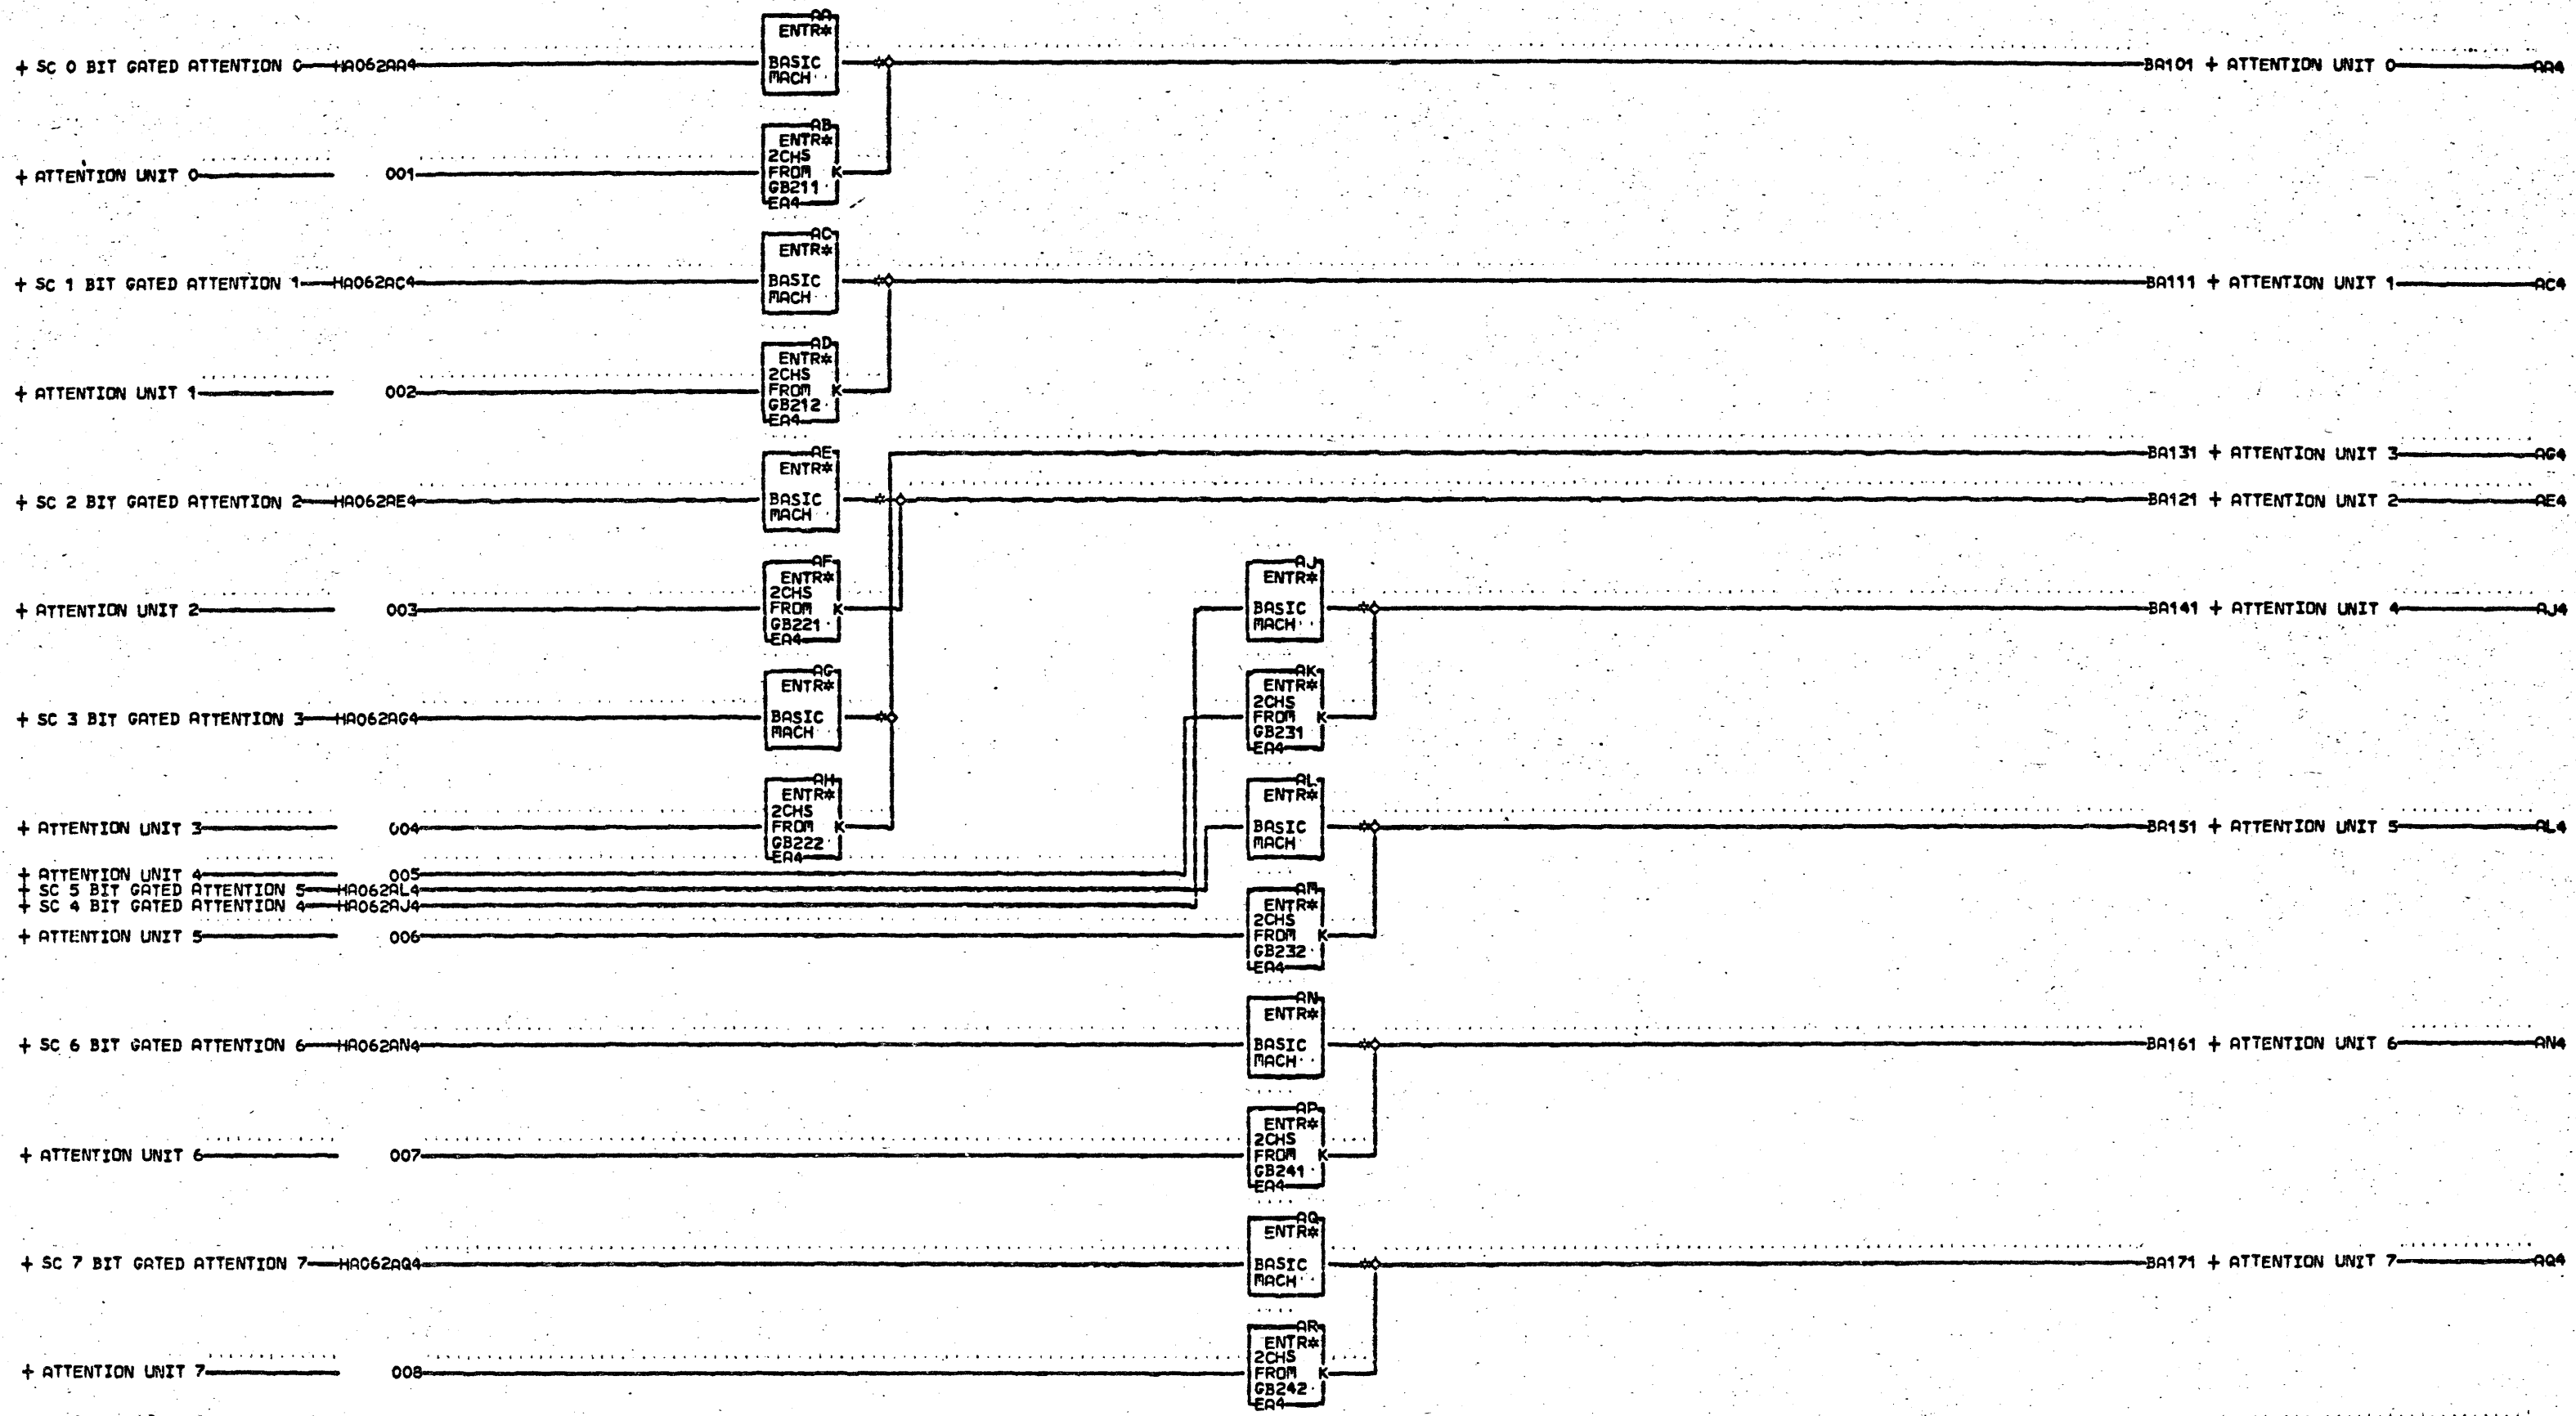 AA
ENTR*
+ SC 0 BIT GATED ATTENTION 0 HA062AA4 BASIC * BA101 + ATTENTION UNIT 0 AA4
MACH
AB
ENTR*
2CHS
+ ATTENTION UNIT 0 001 FROM K
GB211
EA4
AC
ENTR*
+ SC 1 BIT GATED ATTENTION 1 HA062AC4 BASIC * BA111 + ATTENTION UNIT 1 AC4
MACH
AD
ENTR*
2CHS
+ ATTENTION UNIT 1 002 FROM K
GB212
EA4
AE BA131 + ATTENTION UNIT 3 AG4
ENTR*
+ SC 2 BIT GATED ATTENTION 2 HA062AE4 BASIC * BA121 + ATTENTION UNIT 2 AE4
MACH
AF AJ
ENTR* ENTR*
2CHS
+ ATTENTION UNIT 2 003 FROM K BASIC * BA141 + ATTENTION UNIT 4 AJ4
GB221 MACH
EA4
AG AK
ENTR* ENTR*
2CHS
+ SC 3 BIT GATED ATTENTION 3 HA062AG4 BASIC * FROM K
MACH GB231
EA4
AH AL
ENTR* ENTR*
2CHS
+ ATTENTION UNIT 3 004 FROM K BASIC * BA151 + ATTENTION UNIT 5 AL4
GB222 MACH
EA4
+ ATTENTION UNIT 4 005
+ SC 5 BIT GATED ATTENTION 5 HA062AL4 AM
+ SC 4 BIT GATED ATTENTION 4 HA062AJ4 ENTR*
2CHS
+ ATTENTION UNIT 5 006 FROM K
GB232
EA4
AN
ENTR*
+ SC 6 BIT GATED ATTENTION 6 HA062AN4 BASIC * BA161 + ATTENTION UNIT 6 AN4
MACH
AP
ENTR*
2CHS
+ ATTENTION UNIT 6 007 FROM K
GB241
EA4
AQ
ENTR*
+ SC 7 BIT GATED ATTENTION 7 HA062AQ4 BASIC * BA171 + ATTENTION UNIT 7 AQ4
MACH
AR
ENTR*
2CHS
+ ATTENTION UNIT 7 008 FROM K
GB242
EA4